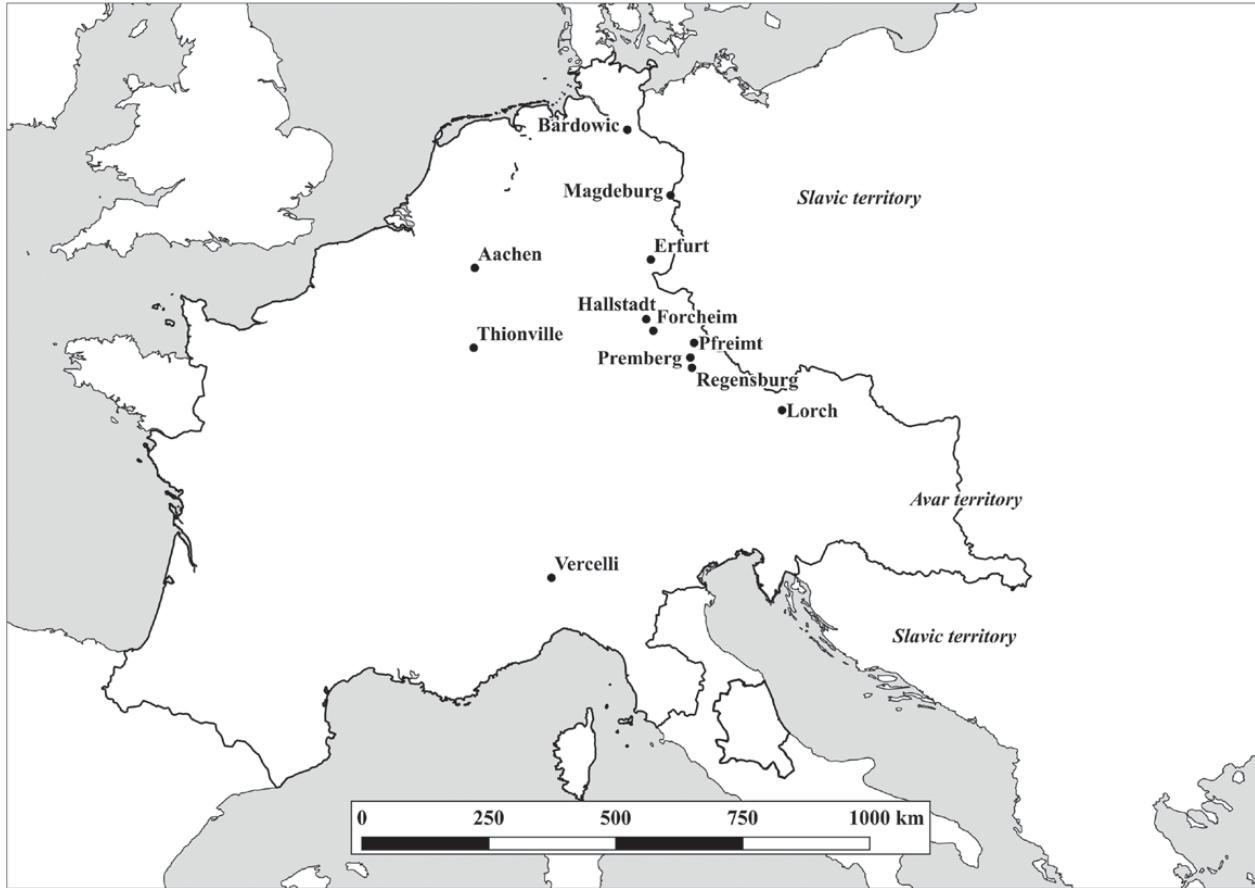 Bardowic
Magdeburg
Slavic territory
Erfurt
Aachen
Hallstadt
Forcheim
Thionville
Pfreimt
Premberg
Regensburg
Lorch
Avar territory
Vercelli
Slavic territory
0 250 500 750 1000 km